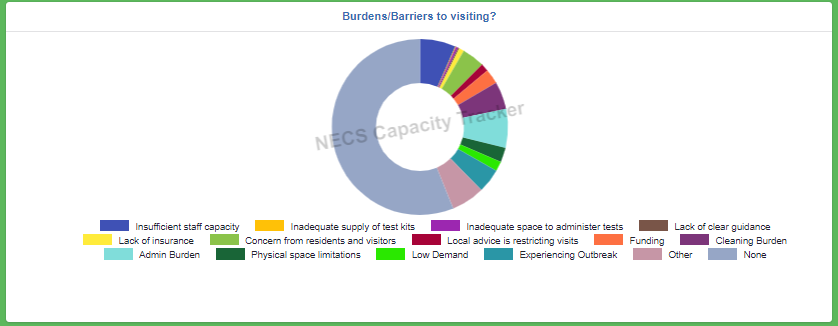 Burdens/Barriers to visiting?
NECS Capacity Tracker
Insufficient staff capacity Inadequate supply of test kits Inadequate space to administer tests Lack of clear guidance
Lack of insurance Concern from residents and visitors Local advice is restricting visits Funding Cleaning Burden
Admin Burden Physical space limitations Low Demand Experiencing Outbreak Other None